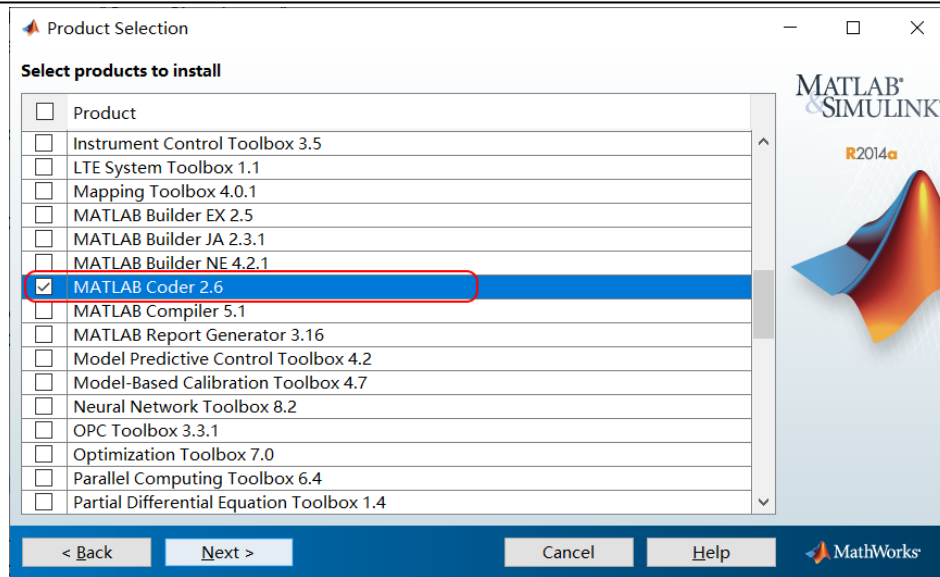 Product Selection
Select products to install
MATLAB®
&SIMULINK®
R2014a
Product
Instrument Control Toolbox 3.5
LTE System Toolbox 1.1
Mapping Toolbox 4.0.1
MATLAB Builder EX 2.5
MATLAB Builder JA 2.3.1
MATLAB Builder NE 4.2.1
MATLAB Coder 2.6
MATLAB Compiler 5.1
MATLAB Report Generator 3.16
Model Predictive Control Toolbox 4.2
Model-Based Calibration Toolbox 4.7
Neural Network Toolbox 8.2
OPC Toolbox 3.3.1
Optimization Toolbox 7.0
Parallel Computing Toolbox 6.4
Partial Differential Equation Toolbox 1.4
< Back Next > Cancel Help MathWorks®